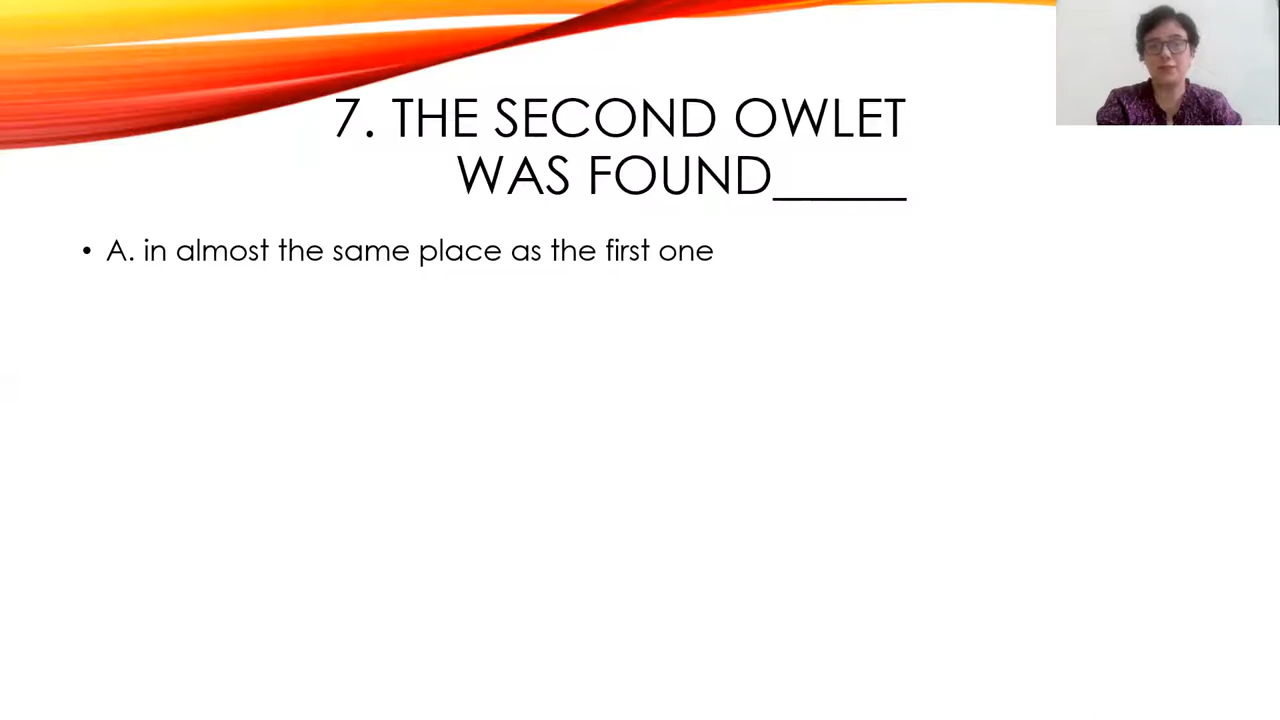 7. THE SECOND OWLET
WAS FOUND_____
• A. in almost the same place as the first one